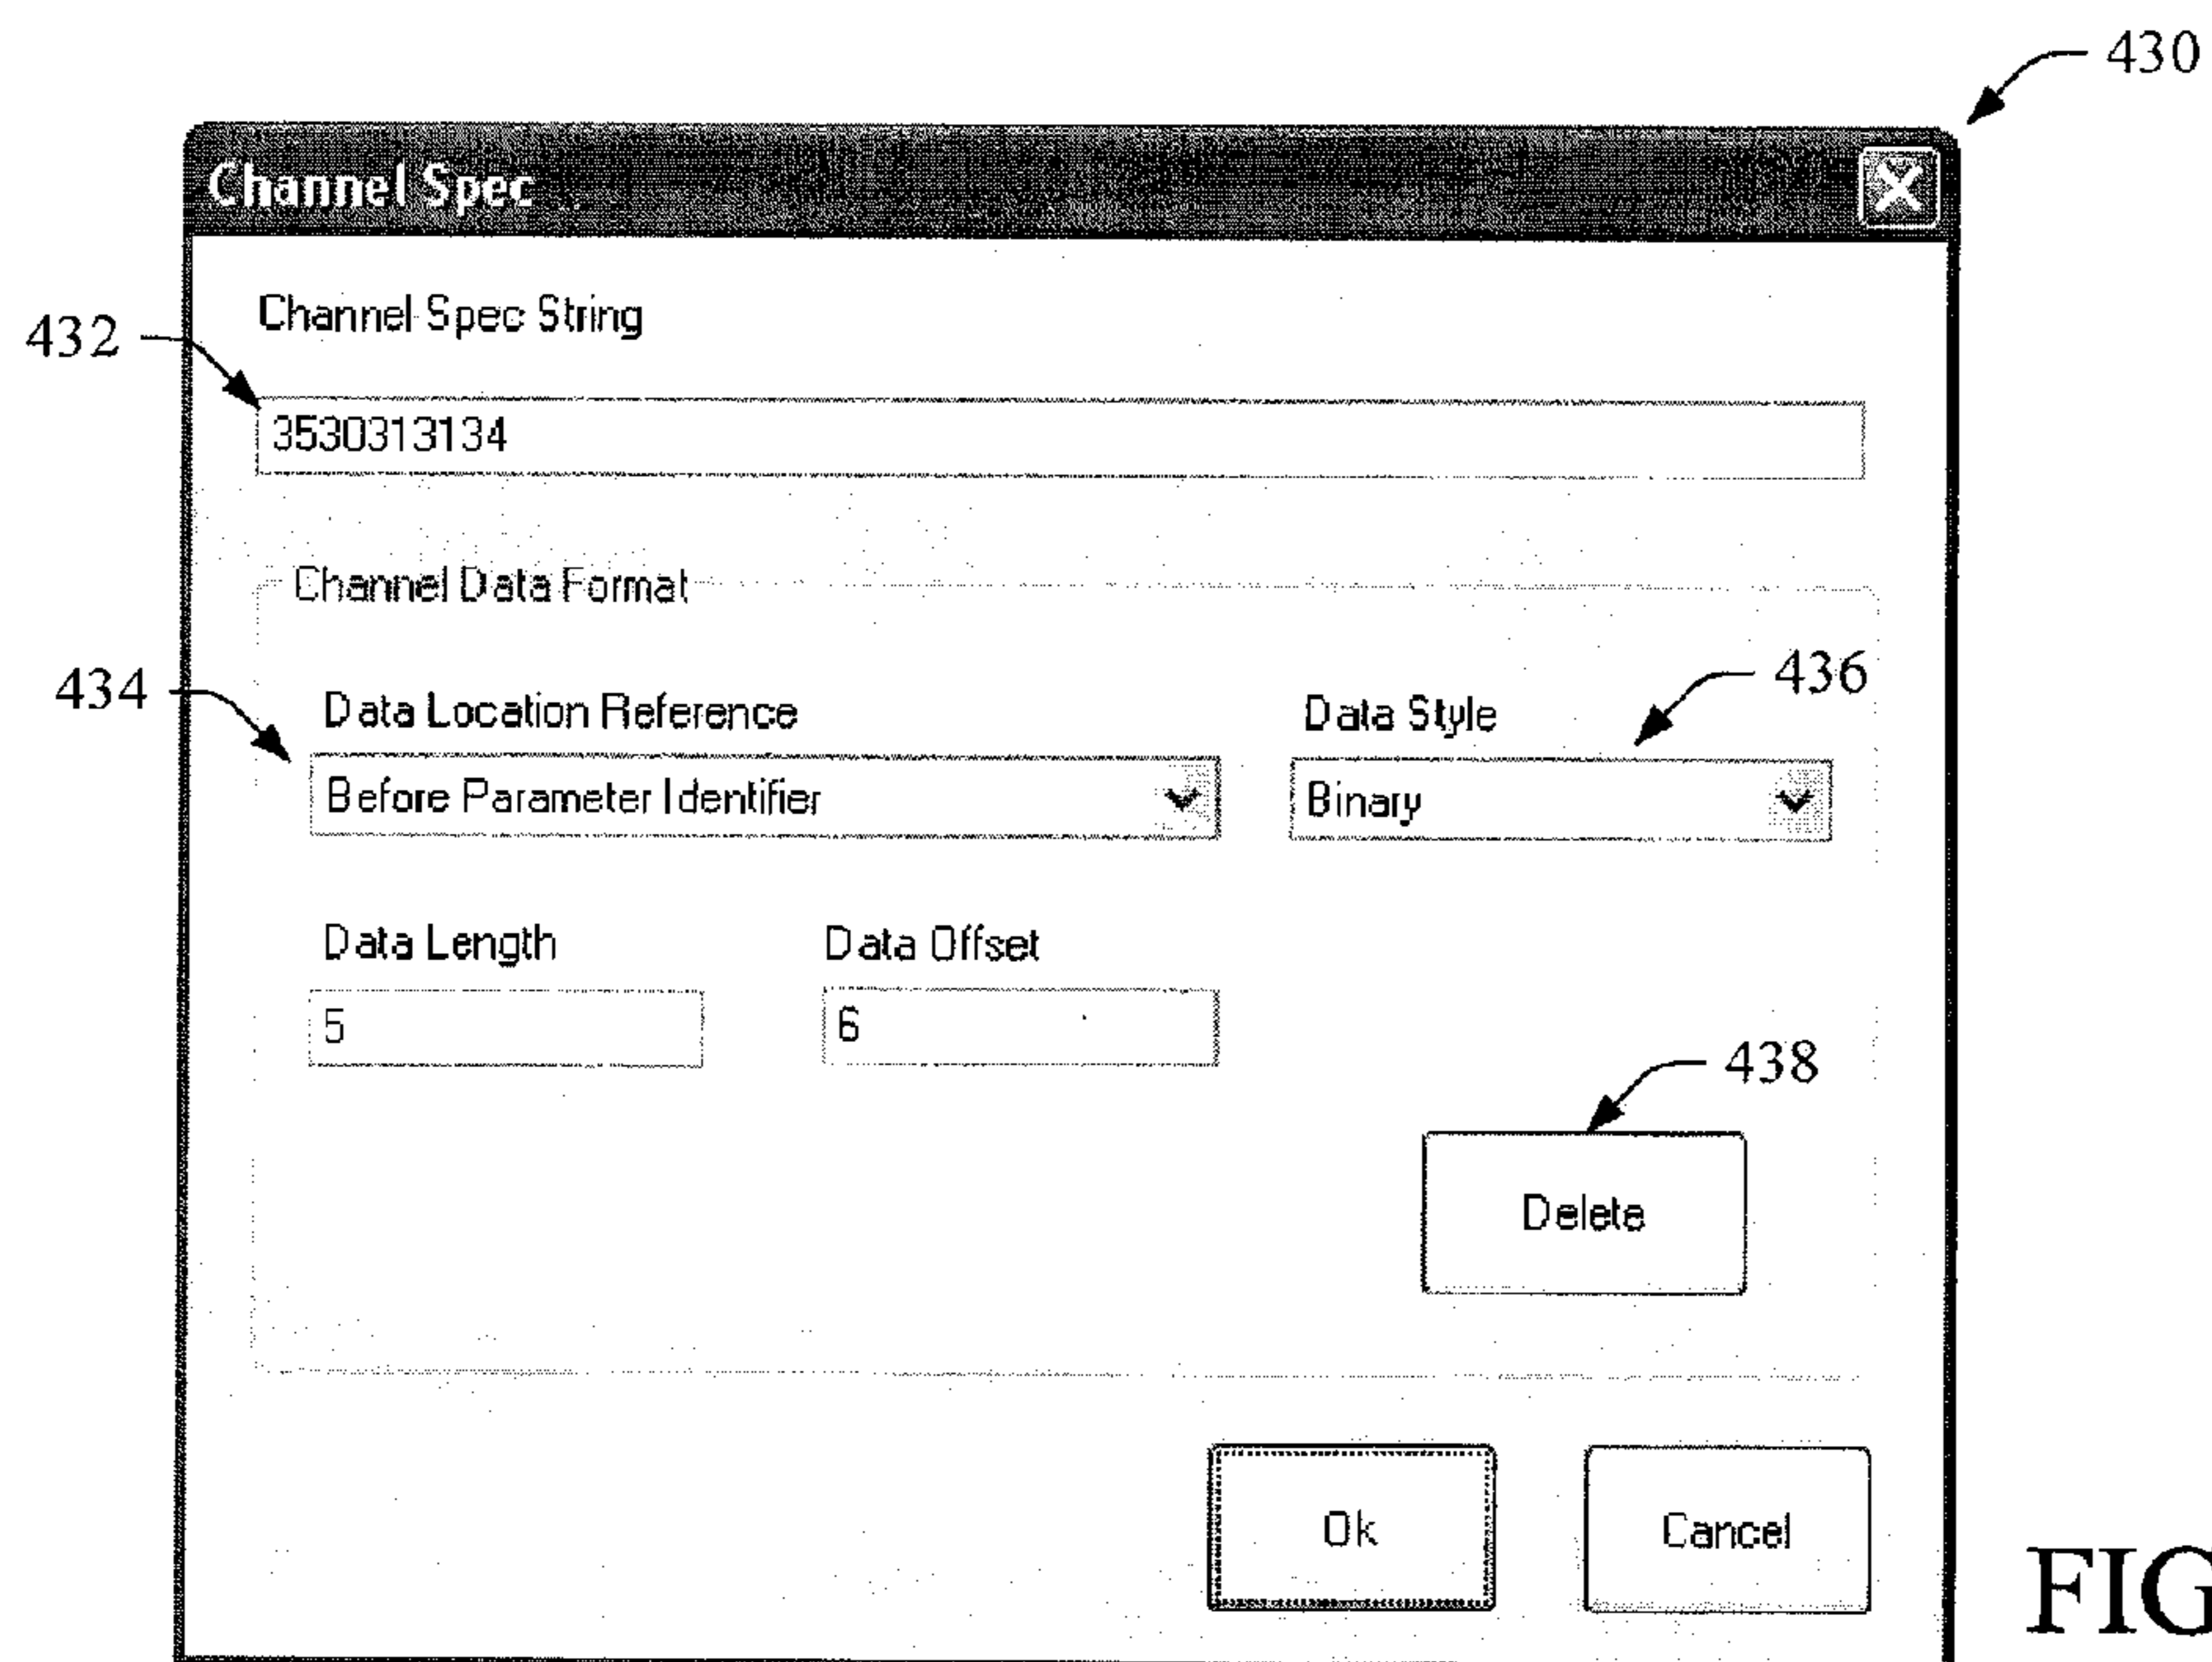 430
Channel Spec
Channel Spec String
432
3530313134
Channel Data Format
434
Data Location Reference
Data Style
436
Before Parameter Identifier
Binary
Data Length
Data Offset
5
6
438
Delete
Ok
Cancel
FIG